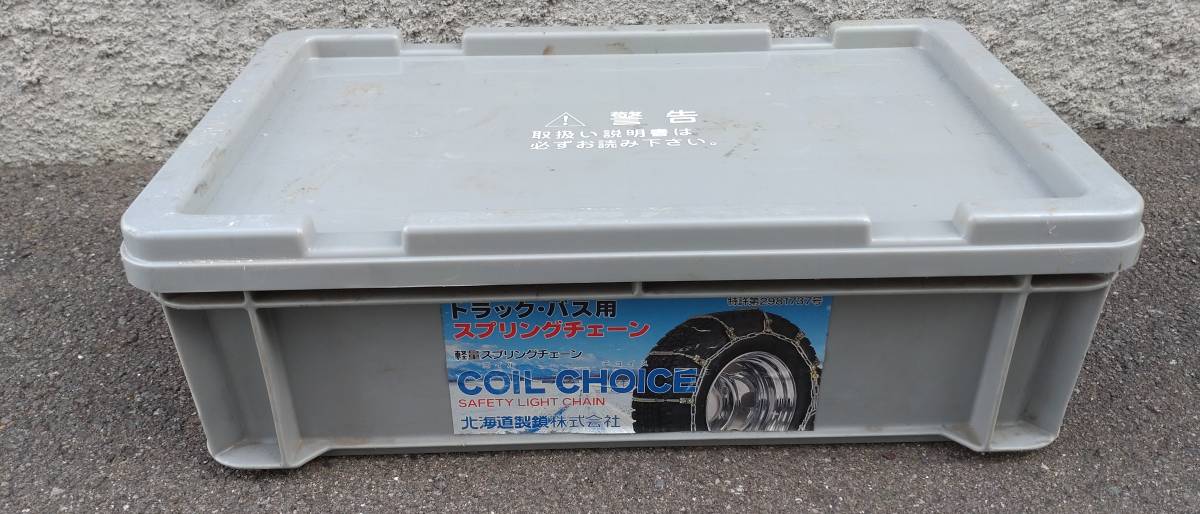 警告
取扱い説明書は、
必ずお読み下さい。
トラック・バス用
特許第2981737号
スプリングチェーン
軽量スプリングチェーン
COIL-CHOICE
SAFETY LIGHT CHAIN
北海道製鎖株式会社